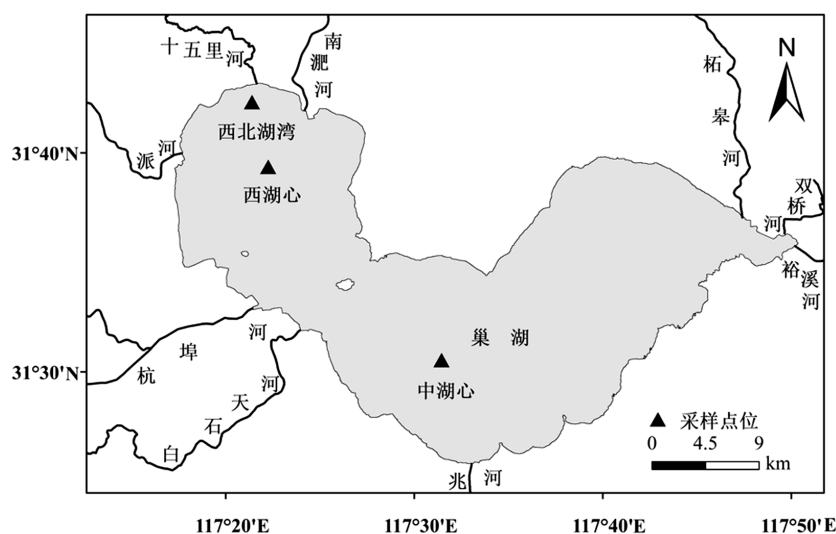 十五里河
南淝河
柘皋河
N
西北湖湾
31°40'N
派河
西湖心
双桥河
裕溪河
巢 湖
杭埠河
31°30'N
中湖心
白石天河
采样点位
0 4.5 9
km
兆河
117°20'E 117°30'E 117°40'E 117°50'E